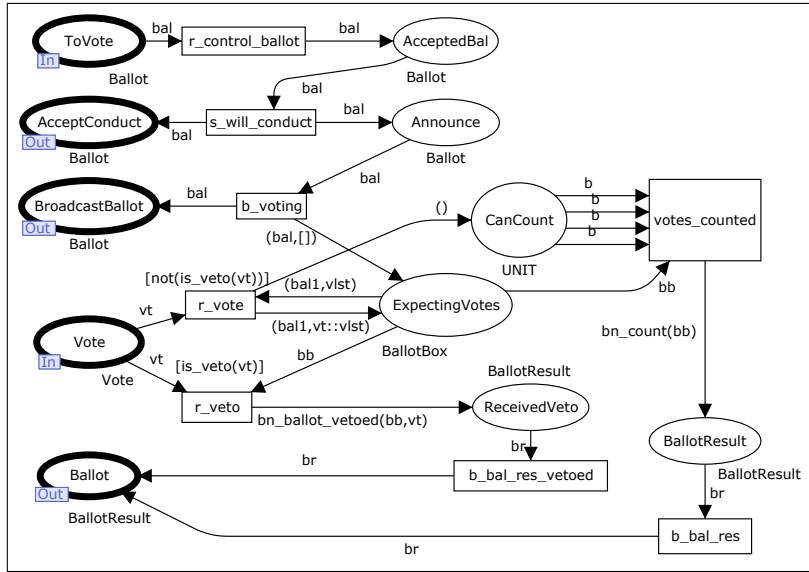 bal
bal
ToVote
r_control_ballot
AcceptedBal
In
Ballot
Ballot
bal
AcceptConduct
bal
s_will_conduct
bal
Announce
Out
Ballot
Ballot
bal
BroadcastBallot
bal
b_voting
Out
Ballot
(bal,[])
()
CanCount
UNIT
b
b
b
b
votes_counted
[not(is_veto(vt))]
(bal1,vlst)
vt
r_vote
ExpectingVotes
bb
(bal1,vt::vlst)
BallotBox
bn_count(bb)
Vote
In
vt
Vote
[is_veto(vt)]
bb
BallotResult
r_veto
bn_ballot_vetoed(bb,vt)
ReceivedVeto
BallotResult
BallotResult
br
br
Ballot
b_bal_res_vetoed
Out
BallotResult
br
b_bal_res
br